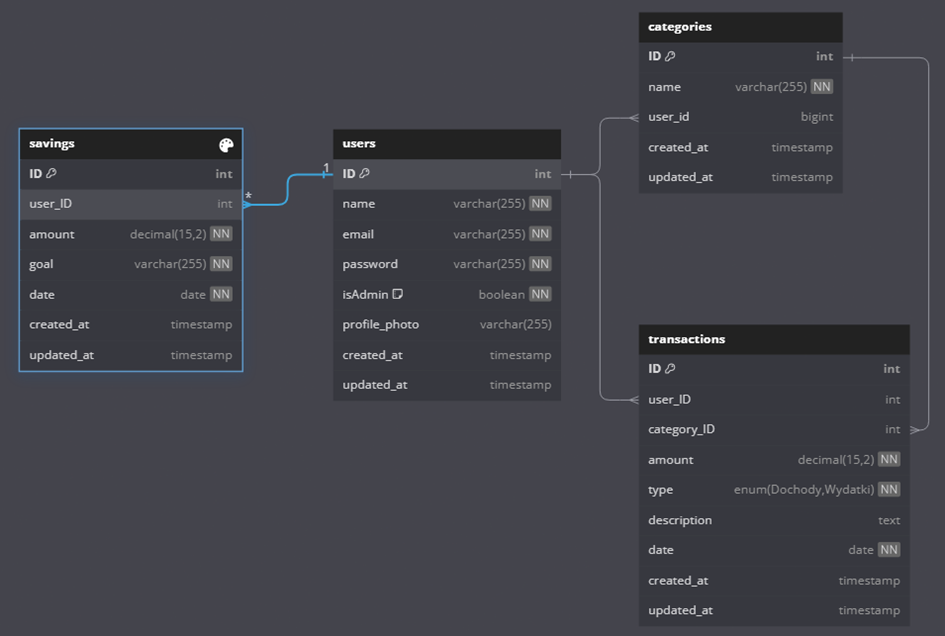 savings
ID int
user_ID int
amount decimal(15,2) NN
goal varchar(255) NN
date date NN
created_at timestamp
updated_at timestamp
*
1
users
ID int
name varchar(255) NN
email varchar(255) NN
password varchar(255) NN
isAdmin boolean NN
profile_photo varchar(255)
created_at timestamp
updated_at timestamp
categories
ID int
name varchar(255) NN
user_id bigint
created_at timestamp
updated_at timestamp
transactions
ID int
user_ID int
category_ID int
amount decimal(15,2) NN
type enum(Dochody,Wydatki) NN
description text
date date NN
created_at timestamp
updated_at timestamp